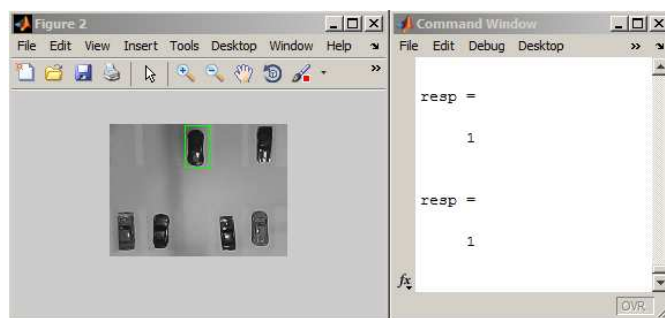 Figure 2
File Edit View Insert Tools Desktop Window Help
Command Window
File Edit Debug Desktop
resp =
1
resp =
1
fx
OVR